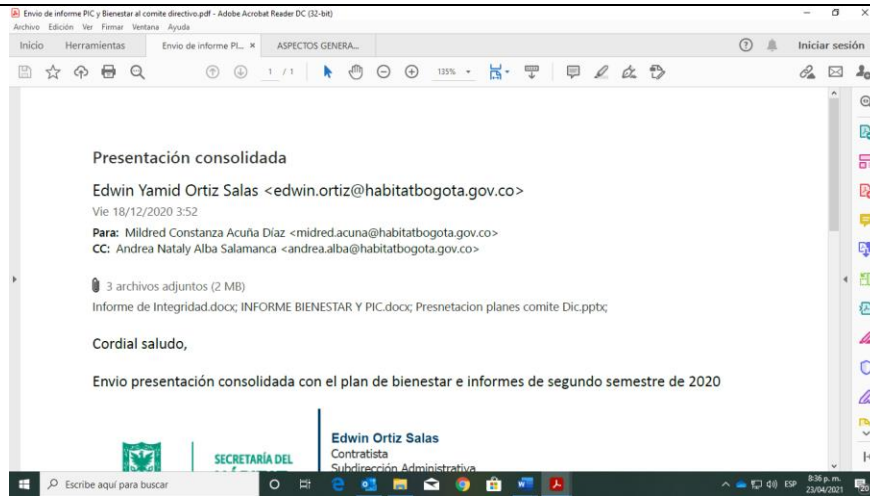 Envio de informe PIC y Bienestar al comite directivo.pdf - Adobe Acrobat Reader DC (32-bit)
Archivo Edición Ver Firmar Ventana Ayuda
Inicio Herramientas Envio de informe PI... × ASPECTOS GENERA... Iniciar sesión
1 / 1 135%
Presentación consolidada
Edwin Yamid Ortiz Salas <edwin.ortiz@habitatbogota.gov.co>
Vie 18/12/2020 3:52
Para: Mildred Constanza Acuña Díaz <midred.acuna@habitatbogota.gov.co>
CC: Andrea Nataly Alba Salamanca <andrea.alba@habitatbogota.gov.co>
3 archivos adjuntos (2 MB)
Informe de Integridad.docx; INFORME BIENESTAR Y PIC.docx; Presnetacion planes comite Dic.pptx;
Cordial saludo,
Envio presentación consolidada con el plan de bienestar e informes de segundo semestre de 2020
Edwin Ortiz Salas
SECRETARÍA DEL
Contratista
Subdirección Administrativa
Escribe aquí para buscar
ESP
8:36 p. m.
23/04/2021